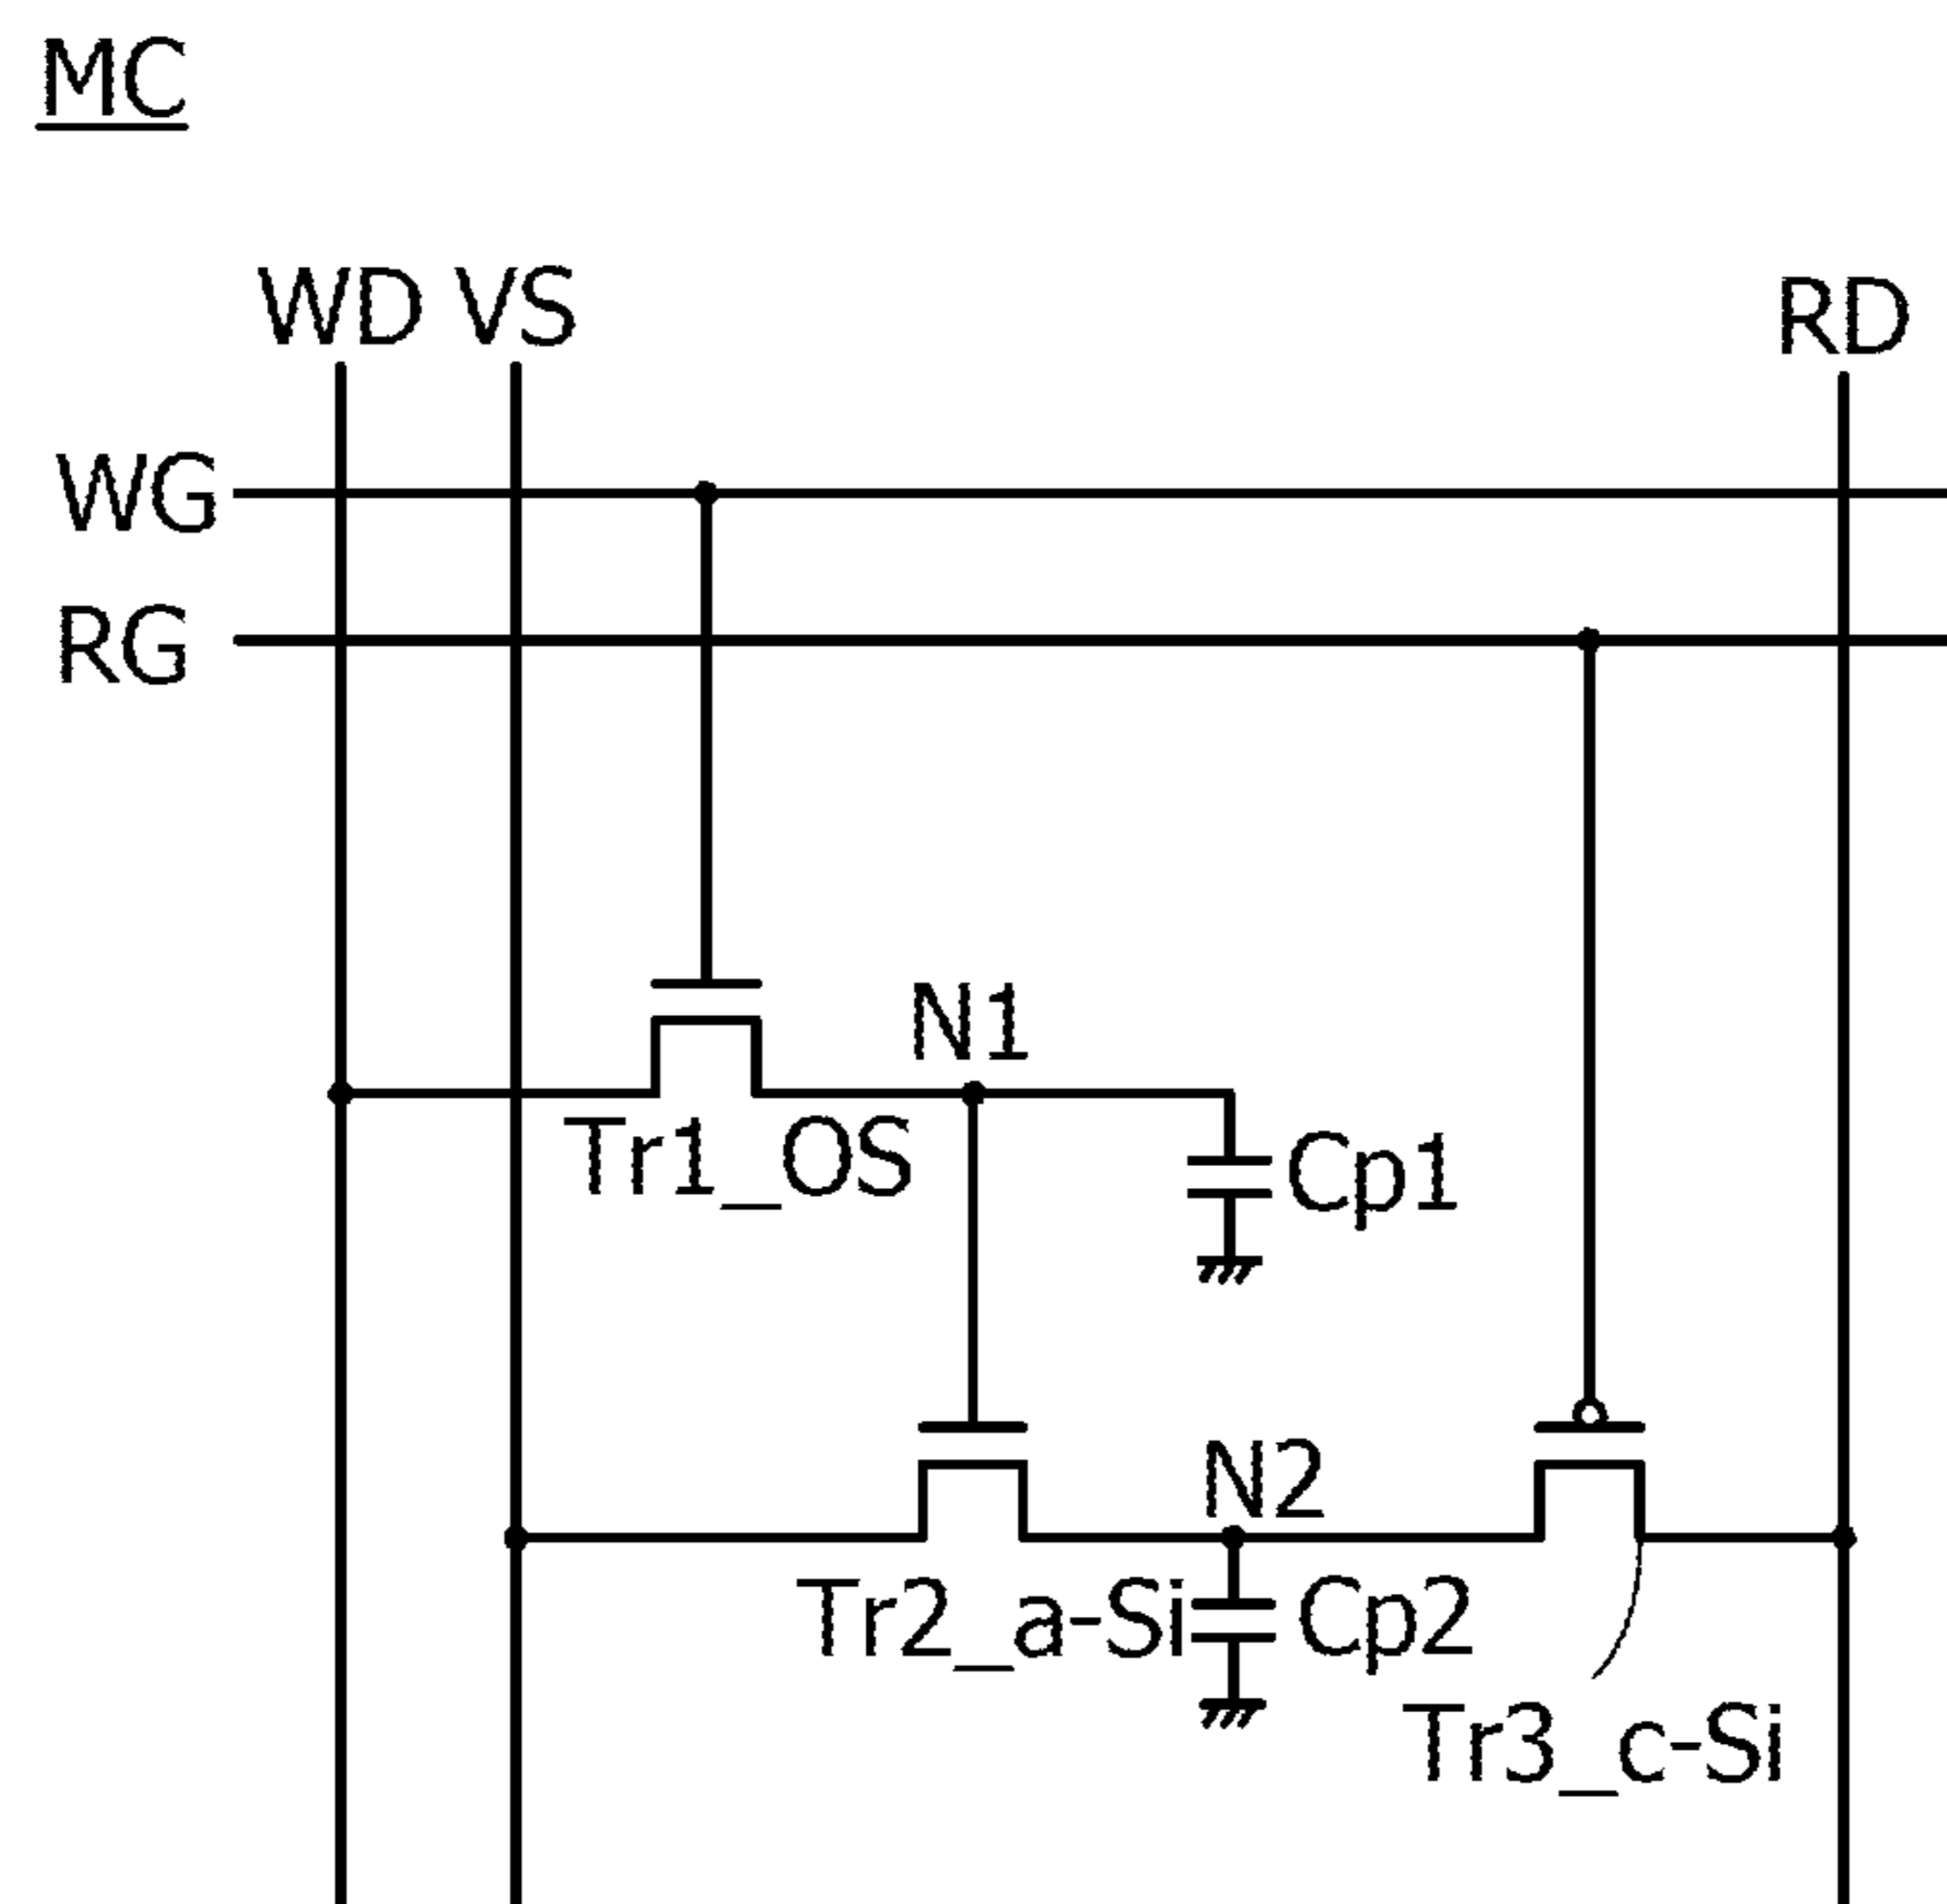 MC
WD VS RD
WG
RG
N1
Tr1_OS
Cp1
N2
Tr2_a-Si
Cp2
Tr3_c-Si